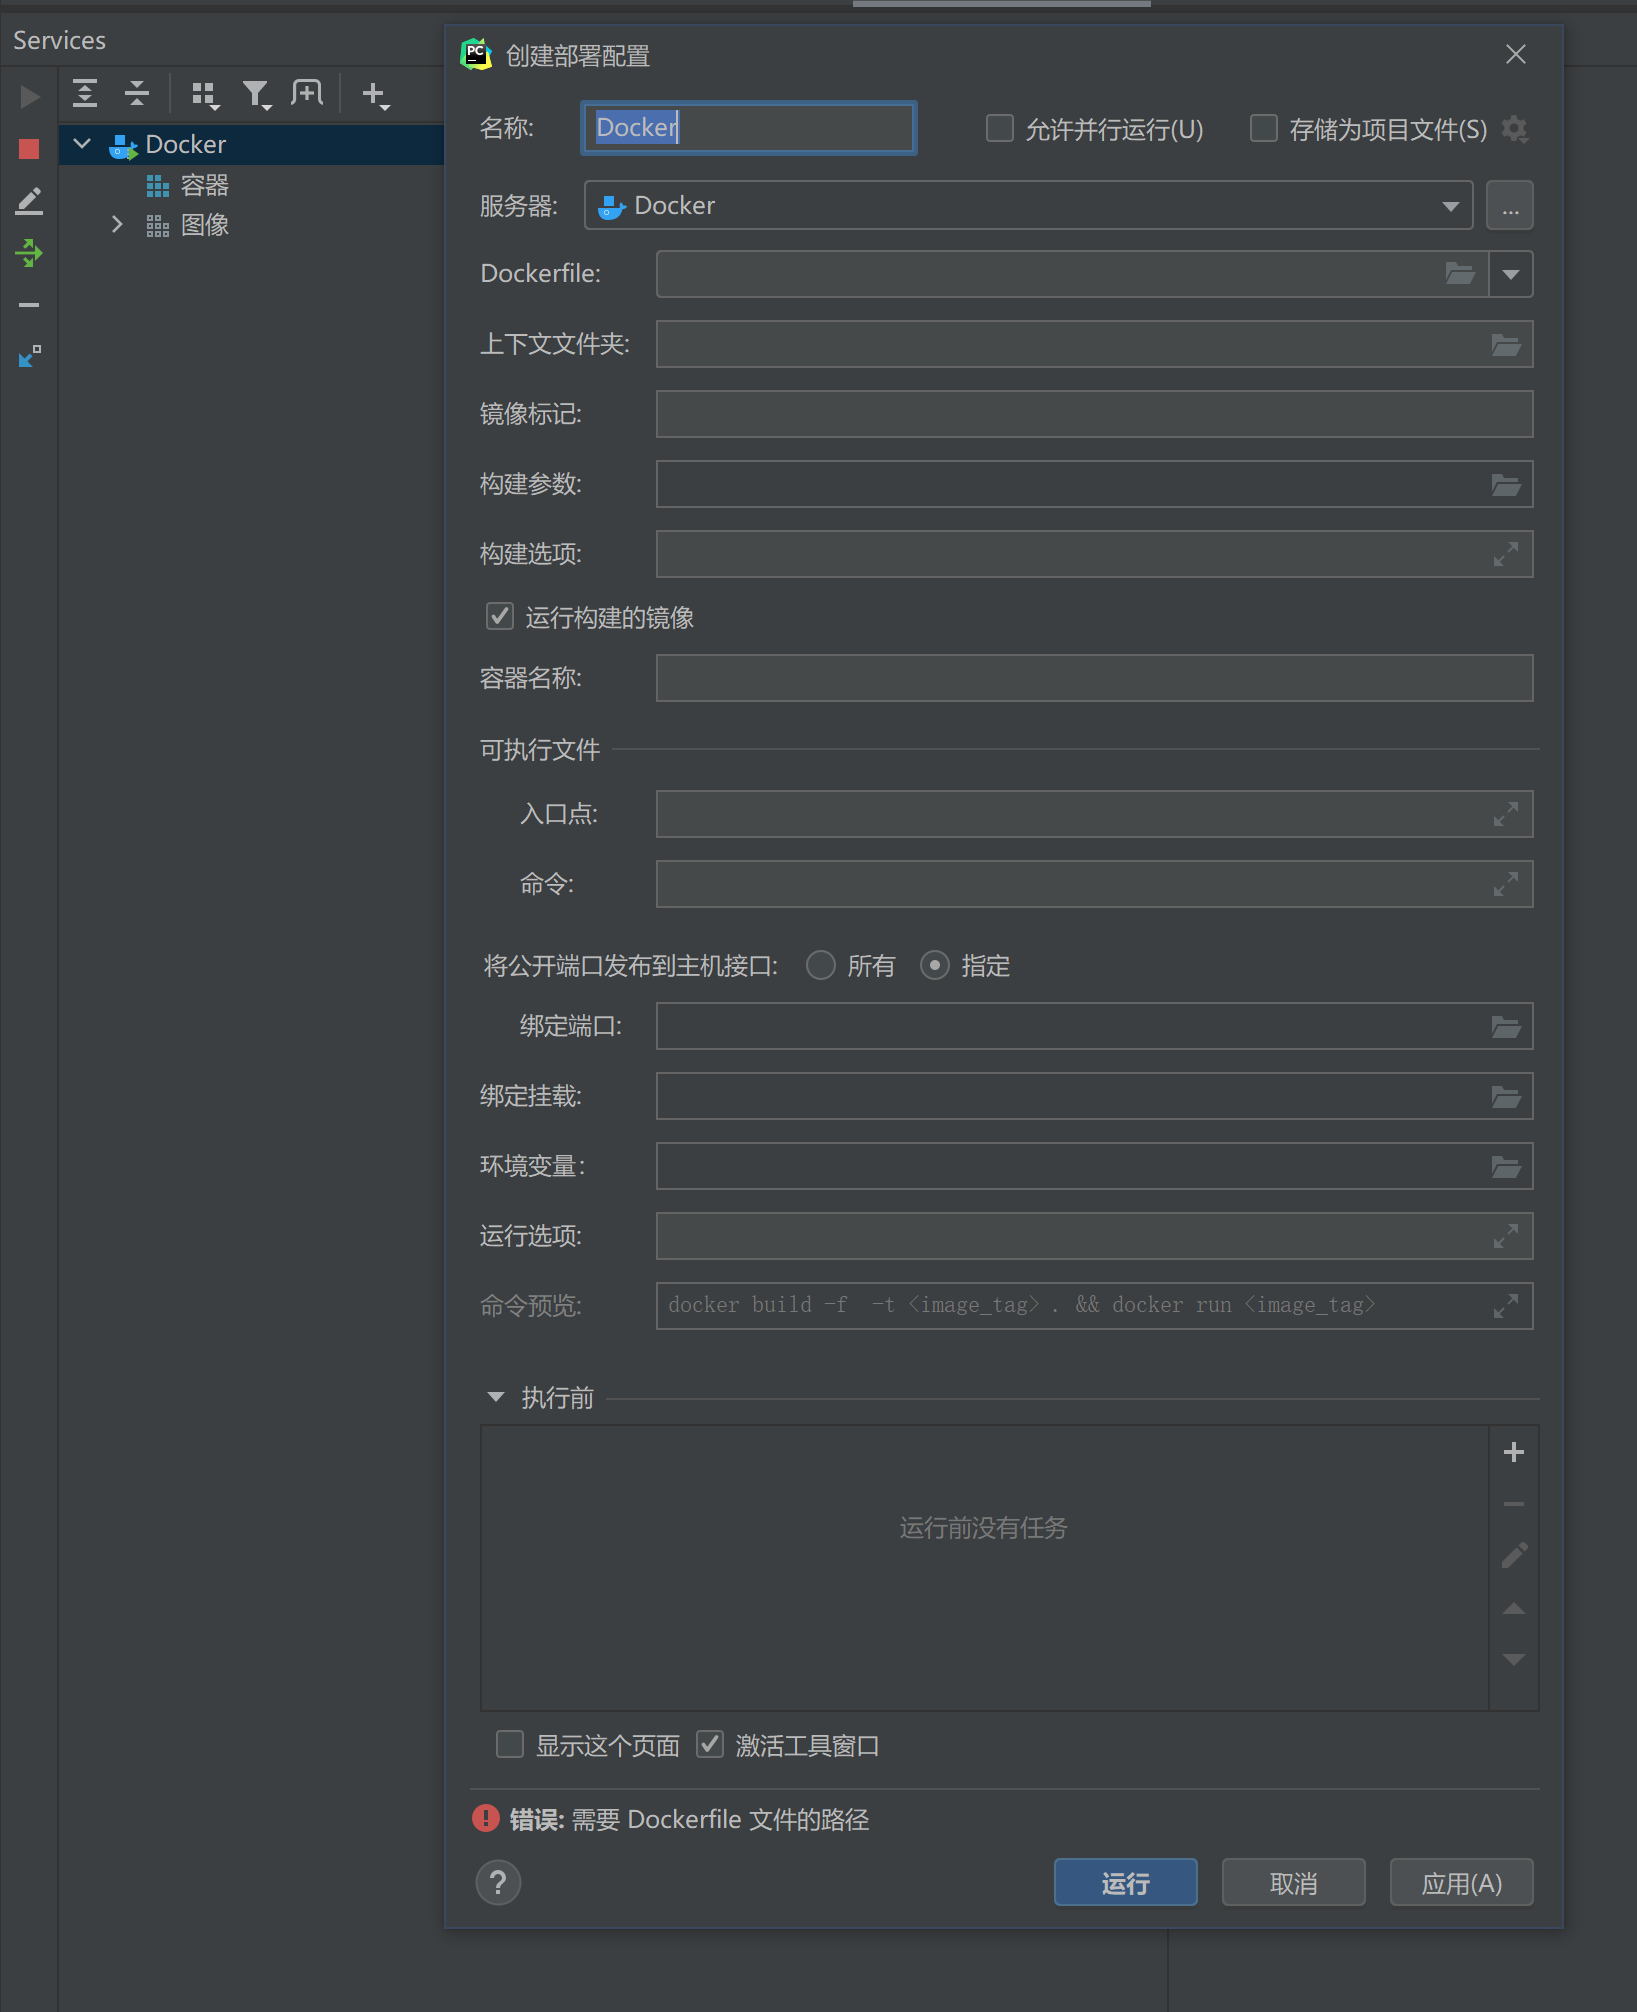 Services
Docker
容器
图像
PC
创建部署配置
名称: Docker 允许并行运行(U) 存储为项目文件(S)
服务器: Docker ...
Dockerfile:
上下文文件夹:
镜像标记:
构建参数:
构建选项:
运行构建的镜像
容器名称:
可执行文件
入口点:
命令:
将公开端口发布到主机接口: 所有 指定
绑定端口:
绑定挂载:
环境变量:
运行选项:
命令预览: docker build -f  -t <image_tag> . && docker run <image_tag>
执行前
运行前没有任务
显示这个页面 激活工具窗口
错误: 需要 Dockerfile 文件的路径
? 运行 取消 应用(A)